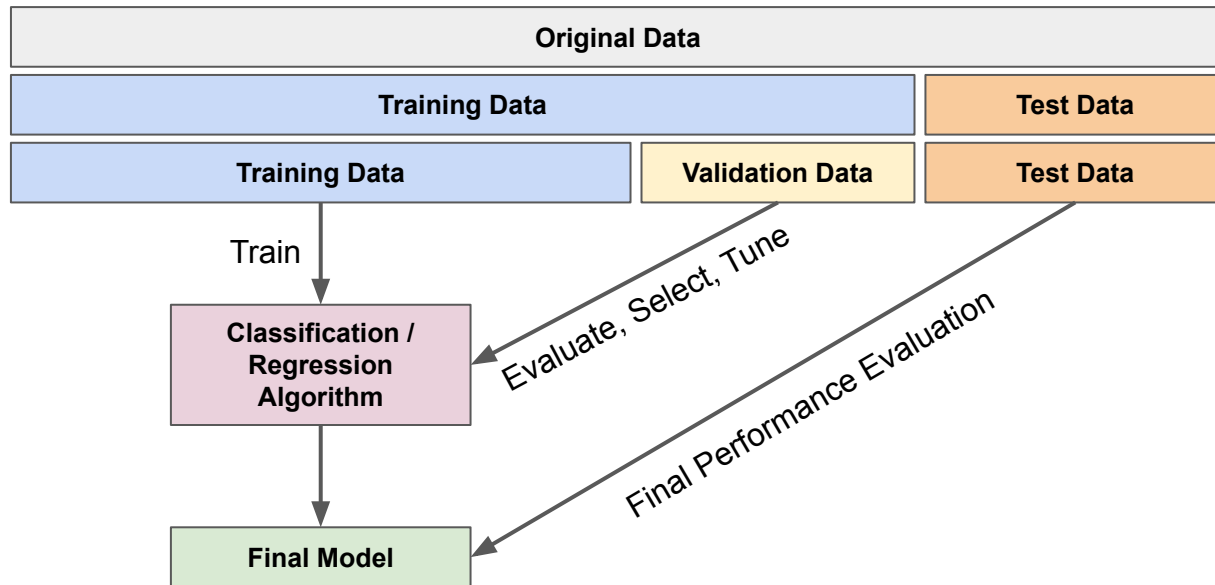 Original Data
Training Data
Test Data
Training Data
Validation Data
Test Data
Train
Evaluate, Select, Tune
Classification /
Regression
Algorithm
Final Performance Evaluation
Final Model